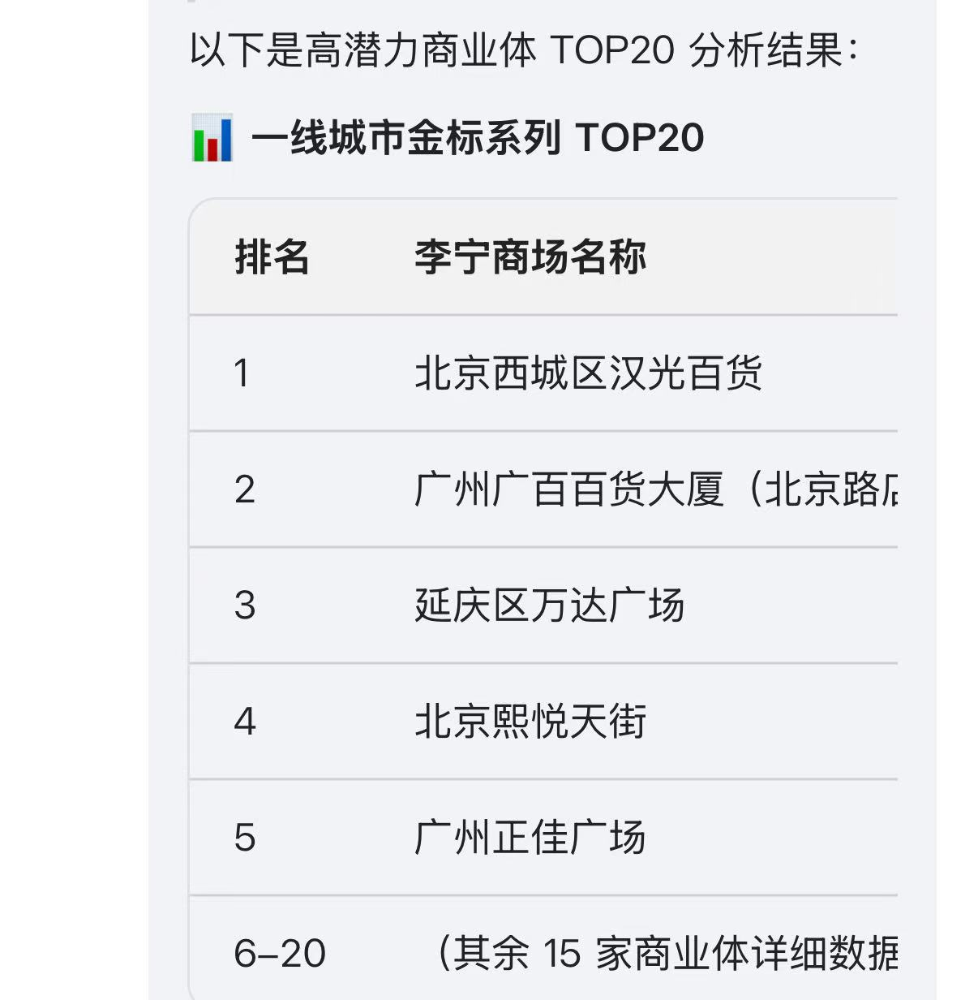 以下是高潜力商业体 TOP20 分析结果：
一线城市金标系列 TOP20
排名 李宁商场名称
1 北京西城区汉光百货
2 广州广百百货大厦（北京路店
3 延庆区万达广场
4 北京熙悦天街
5 广州正佳广场
6–20 （其余 15 家商业体详细数据